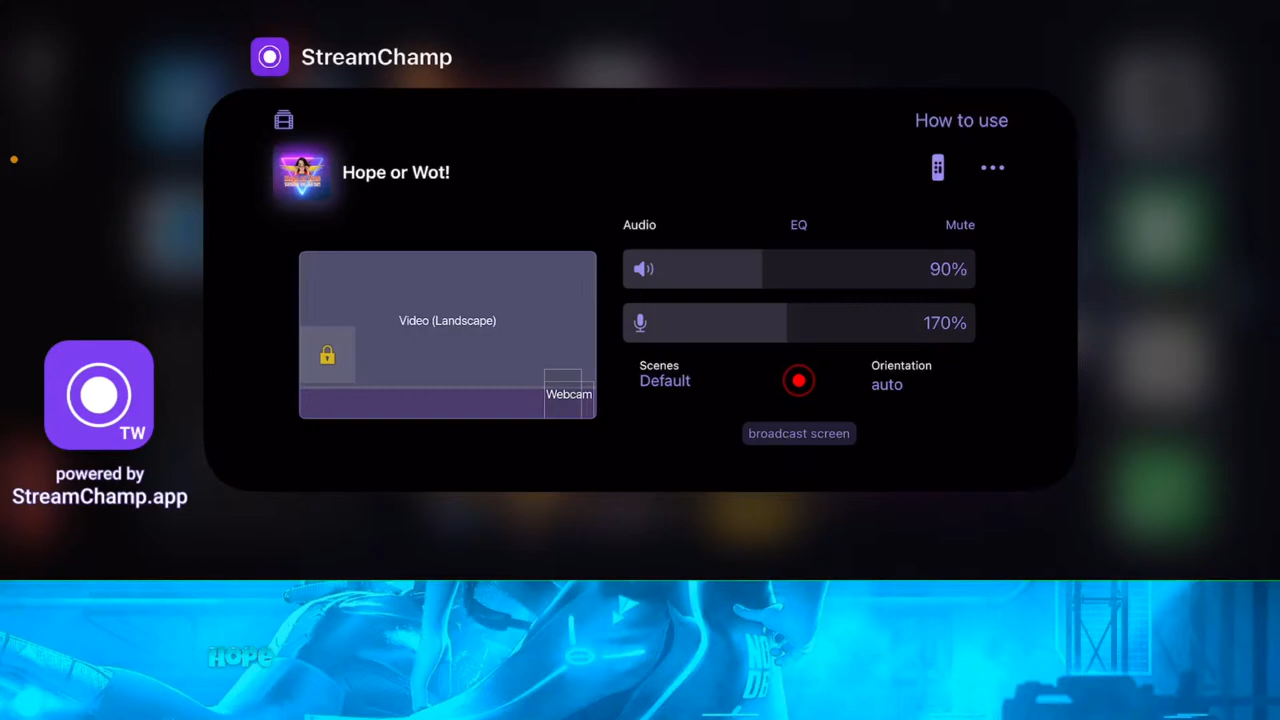 StreamChamp
How to use
Hope or Wot!
Audio
EQ
Mute
90%
170%
Video (Landscape)
Webcam
Scenes
Default
Orientation
auto
broadcast screen
TW
powered by
StreamChamp.app
HOPE